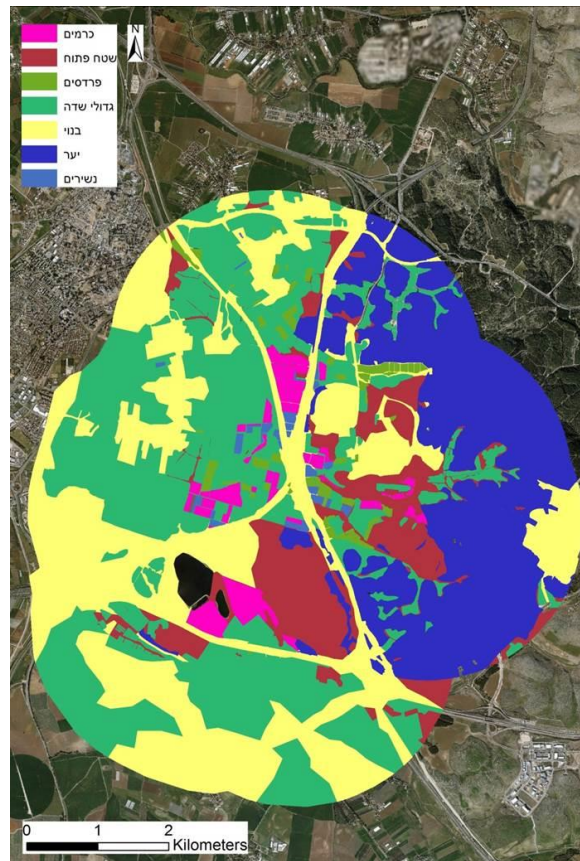 כרמים
שטח פתוח
פרדסים
גדולי שדה
בנוי
יער
נשירים
N
0 1 2
Kilometers